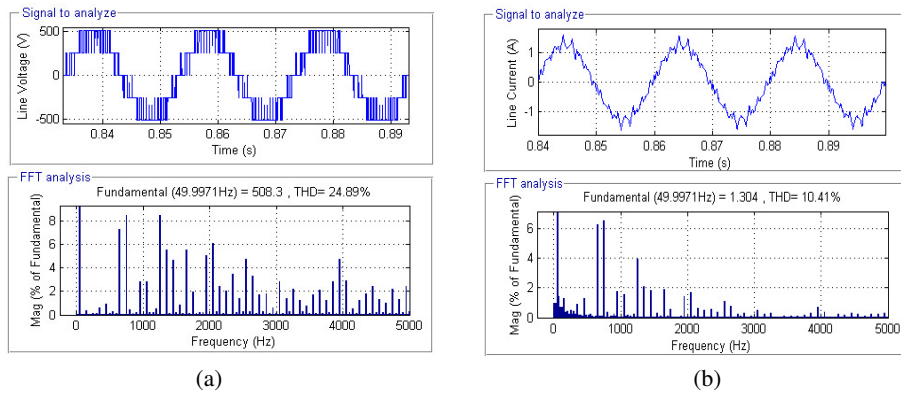 Signal to analyze
500
0
-500
Line Voltage (V)
0.84 0.85 0.86 0.87 0.88 0.89
Time (s)
FFT analysis
Fundamental (49.9971Hz) = 508.3 , THD= 24.89%
8
6
4
2
0
Mag (% of Fundamental)
0 1000 2000 3000 4000 5000
Frequency (Hz)
(a)
Signal to analyze
1
0
-1
Line Current (A)
0.84 0.85 0.86 0.87 0.88 0.89
Time (s)
FFT analysis
Fundamental (49.9971Hz) = 1.304 , THD= 10.41%
6
4
2
0
Mag (% of Fundamental)
0 1000 2000 3000 4000 5000
Frequency (Hz)
(b)